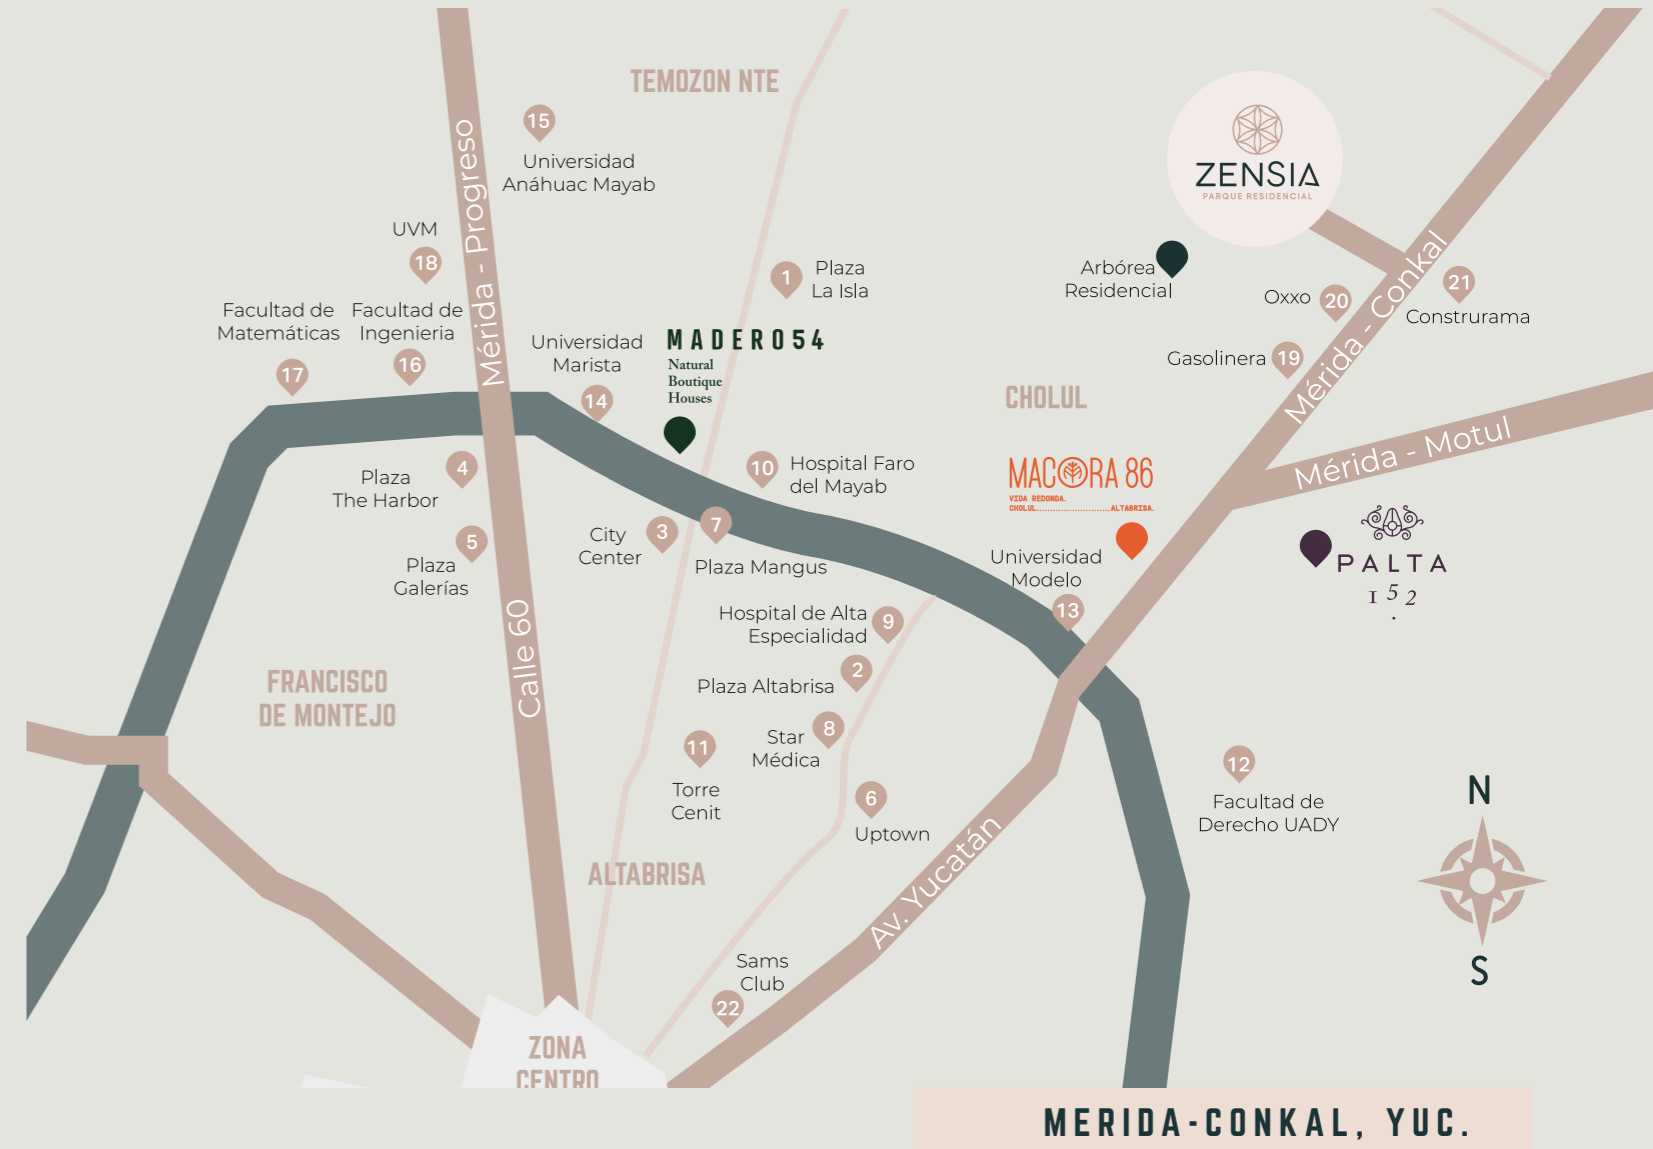 TEMOZON NTE
15
Universidad
Anáhuac Mayab
Mérida - Progreso
UVM
18
Facultad de
Matemáticas
17
Facultad de
Ingenieria
16
Universidad
Marista
14
1
Plaza
La Isla
MADERO54
Natural
Boutique
Houses
ZENSIA
PARQUE RESIDENCIAL
Arbórea
Residencial
Oxxo
20
21
Construrama
Gasolinera
19
Mérida - Conkal
Mérida - Motul
CHOLUL
MACORA 86
VIDA REDONDA.
CHOLUL..............................ALTABRISA.
PALTA
152
.
Plaza
The Harbor
4
5
Plaza
Galerías
City
Center
3
7
Plaza Mangus
10
Hospital Faro
del Mayab
Universidad
Modelo
13
Hospital de Alta
Especialidad
9
Plaza Altabrisa
2
Star
Médica
8
11
Torre
Cenit
6
Uptown
12
Facultad de
Derecho UADY
Calle 60
FRANCISCO
DE MONTEJO
ALTABRISA
Av. Yucatán
Sams
Club
22
ZONA
CENTRO
N
S
MERIDA-CONKAL, YUC.